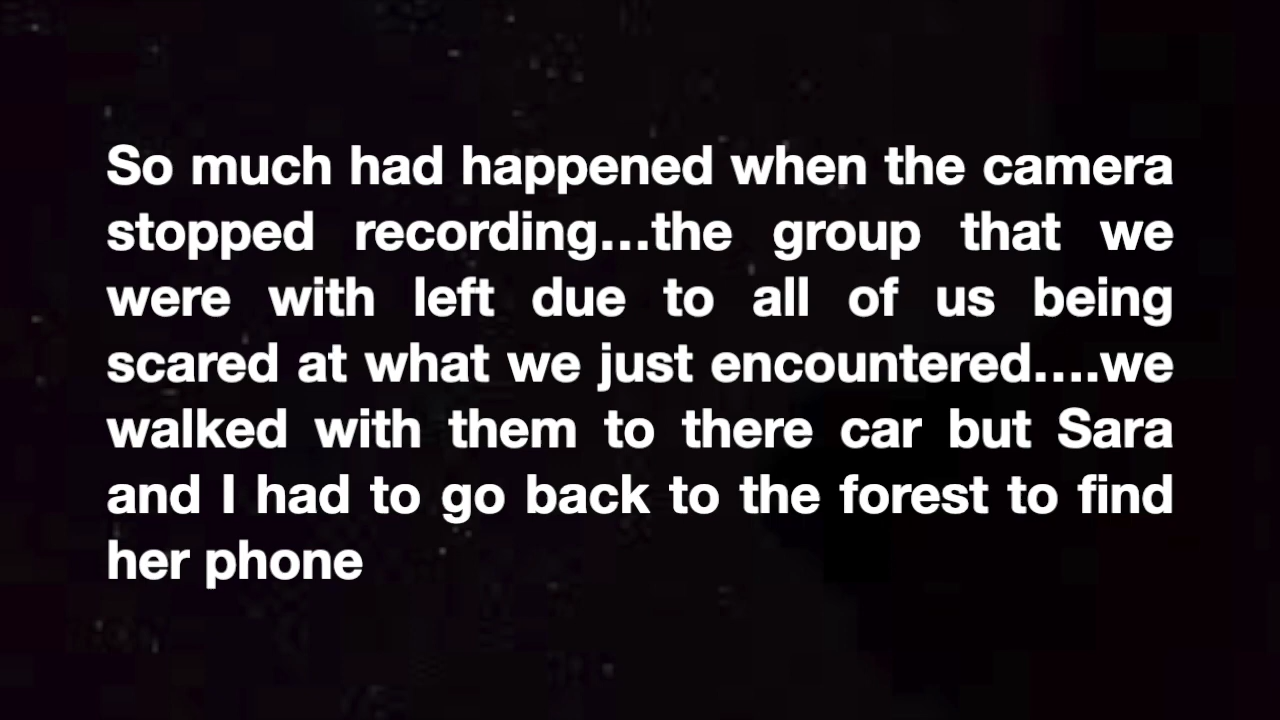 So much had happened when the camera
stopped recording...the group that we
were with left due to all of us being
scared at what we just encountered....we
walked with them to there car but Sara
and I had to go back to the forest to find
her phone